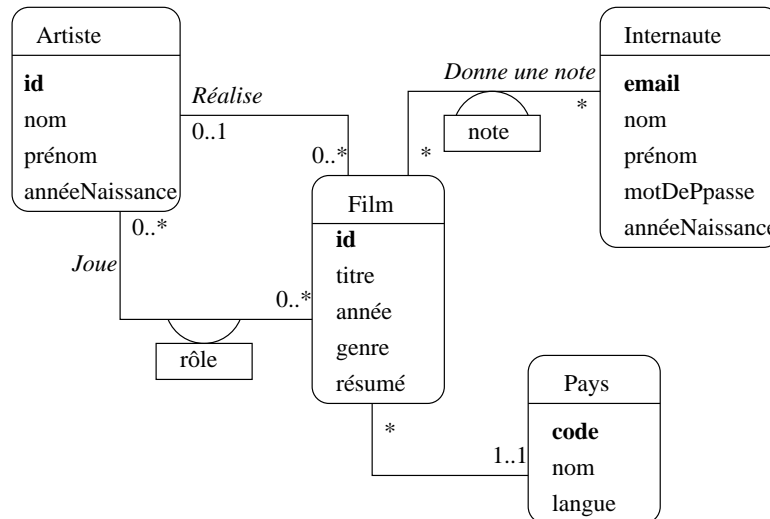 Artiste
id
nom
prénom
annéeNaissance
Réalise
0..1
0..*
Donne une note
*
note
*
Internaute
email
nom
prénom
motDePpasse
annéeNaissance
Film
id
titre
année
genre
résumé
0..*
Joue
0..*
rôle
*
1..1
Pays
code
nom
langue